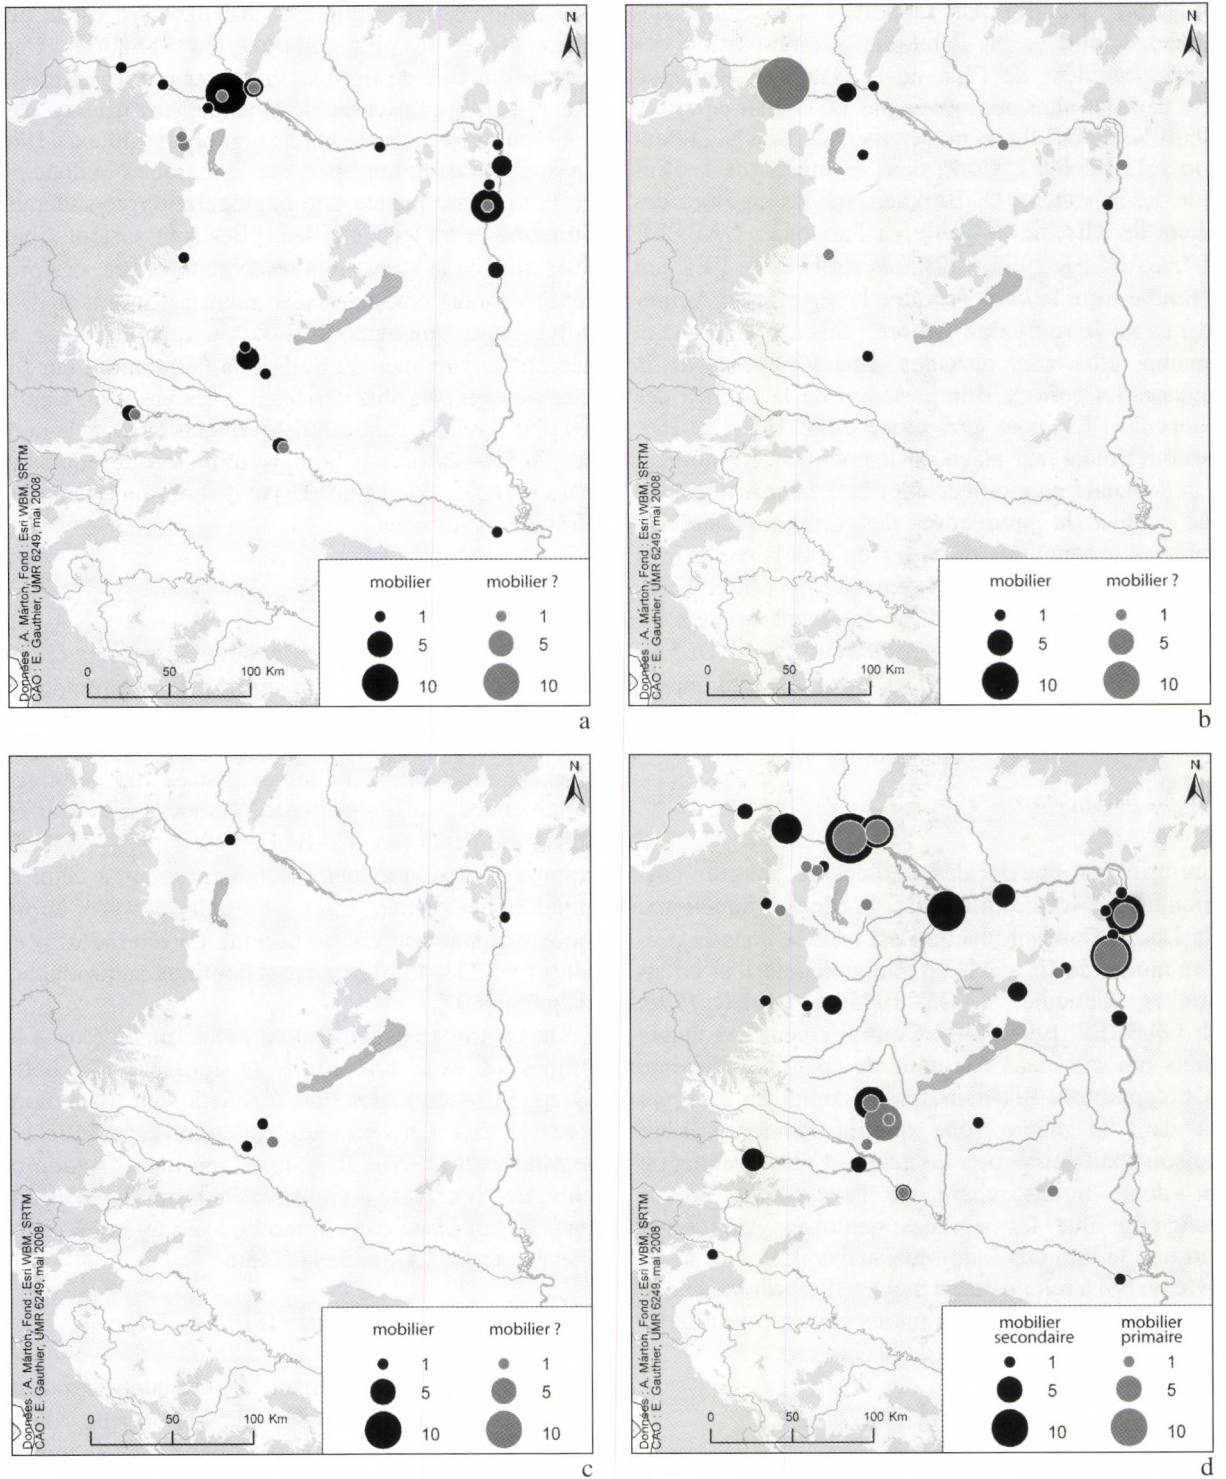 N
Données : A. Márton, Fond : Esri WBM, SRTM
CAO : E. Gauthier, UMR 6249, mai 2008
0 50 100 Km
mobilier mobilier ?
1 1
5 5
10 10
a
N
Données : A. Márton, Fond : Esri WBM, SRTM
CAO : E. Gauthier, UMR 6249, mai 2008
0 50 100 Km
mobilier mobilier ?
1 1
5 5
10 10
b
N
Données : A. Márton, Fond : Esri WBM, SRTM
CAO : E. Gauthier, UMR 6249, mai 2008
0 50 100 Km
mobilier mobilier ?
1 1
5 5
10 10
c
N
Données : A. Márton, Fond : Esri WBM, SRTM
CAO : E. Gauthier, UMR 6249, mai 2008
0 50 100 Km
mobilier mobilier
secondaire primaire
1 1
5 5
10 10
d